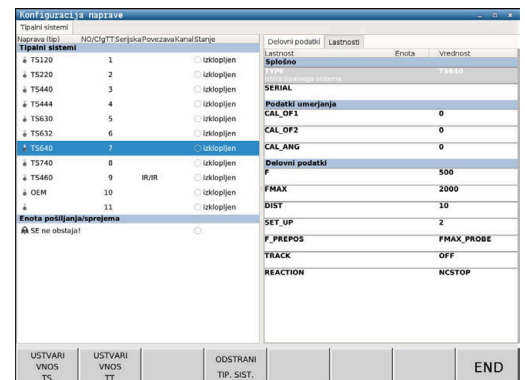 Konfiguracija naprave
Tipalni sistemi
Naprava (tip) NO/CfgTT Serijska Povezava Kanal Stanje
Tipalni sistemi
TS120 1 izklopljen
TS220 2 izklopljen
TS440 3 izklopljen
TS444 4 izklopljen
TS630 5 izklopljen
TS632 6 izklopljen
TS640 7 izklopljen
TS740 8 izklopljen
TS460 9 IR/IR izklopljen
OEM 10 izklopljen
11 izklopljen
Enota pošiljanja/sprejema
SE ne obstaja!
Delovni podatki Lastnosti
Lastnost Enota Vrednost
Splošno
TYPE TS640
Izbira tipalnega sistema
SERIAL
Podatki umerjanja
CAL_OF1 0
CAL_OF2 0
CAL_ANG 0
Delovni podatki
F 500
FMAX 2000
DIST 10
SET_UP 2
F_PREPOS FMAX_PROBE
TRACK OFF
REACTION NCSTOP
USTVARI VNOS TS
USTVARI VNOS TT
ODSTRANI TIP. SIST.
END